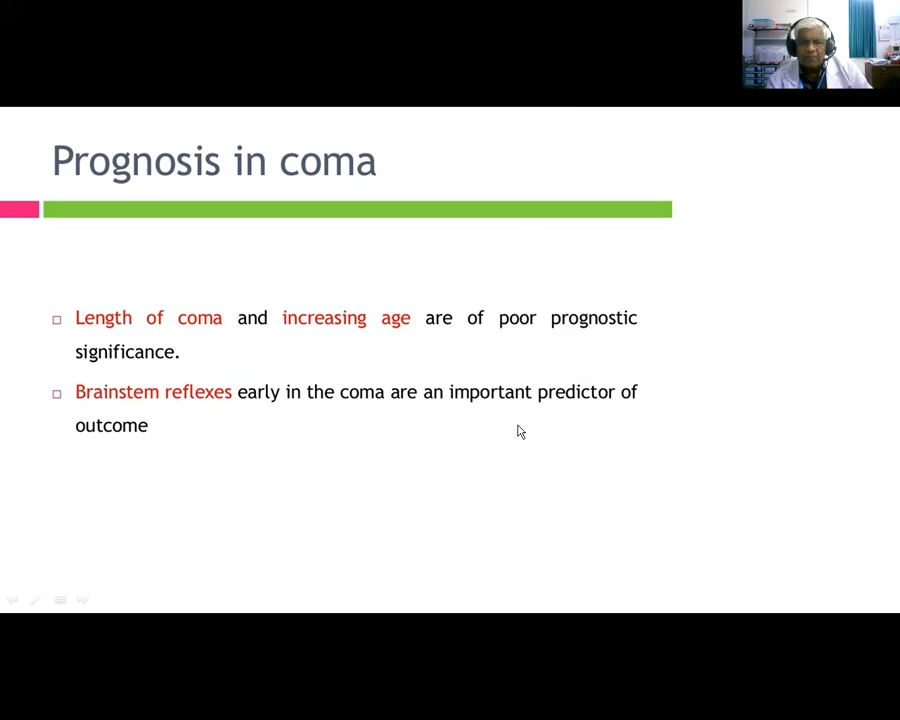 Prognosis in coma
Length of coma and increasing age are of poor prognostic
significance.
Brainstem reflexes early in the coma are an important predictor of
outcome